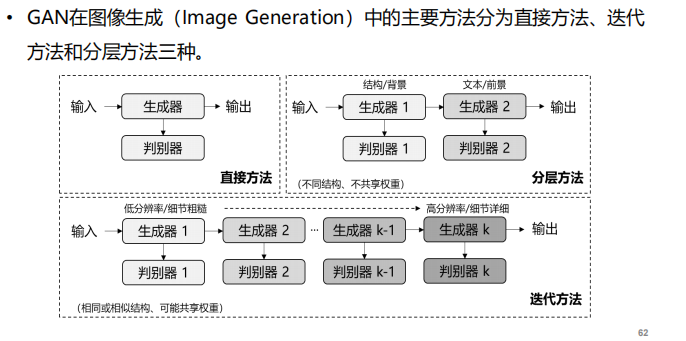 • GAN在图像生成（Image Generation）中的主要方法分为直接方法、迭代
方法和分层方法三种。
输入 生成器 输出
判别器
直接方法
结构/背景 文本/前景
输入 生成器 1 生成器 2 输出
判别器 1 判别器 2
（不同结构、不共享权重） 分层方法
低分辨率/细节粗糙 高分辨率/细节详细
输入 生成器 1 生成器 2 ... 生成器 k-1 生成器 k 输出
判别器 1 判别器 2 判别器 k-1 判别器 k
（相同或相似结构、可能共享权重） 迭代方法
62